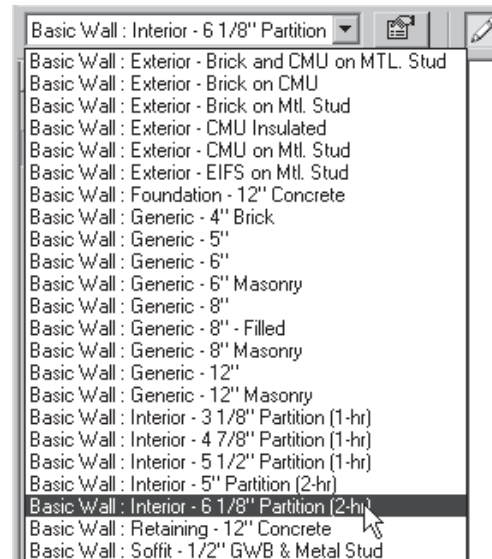 Basic Wall : Interior - 6 1/8" Partition
Basic Wall : Exterior - Brick and CMU on MTL. Stud
Basic Wall : Exterior - Brick on CMU
Basic Wall : Exterior - Brick on Mtl. Stud
Basic Wall : Exterior - CMU Insulated
Basic Wall : Exterior - CMU on Mtl. Stud
Basic Wall : Exterior - EIFS on Mtl. Stud
Basic Wall : Foundation - 12" Concrete
Basic Wall : Generic - 4" Brick
Basic Wall : Generic - 5"
Basic Wall : Generic - 6"
Basic Wall : Generic - 6" Masonry
Basic Wall : Generic - 8"
Basic Wall : Generic - 8" - Filled
Basic Wall : Generic - 8" Masonry
Basic Wall : Generic - 12"
Basic Wall : Generic - 12" Masonry
Basic Wall : Interior - 3 1/8" Partition (1-hr)
Basic Wall : Interior - 4 7/8" Partition (1-hr)
Basic Wall : Interior - 5 1/2" Partition (1-hr)
Basic Wall : Interior - 5" Partition (2-hr)
Basic Wall : Interior - 6 1/8" Partition (2-hr)
Basic Wall : Retaining - 12" Concrete
Basic Wall : Soffit - 1/2" GWB & Metal Stud